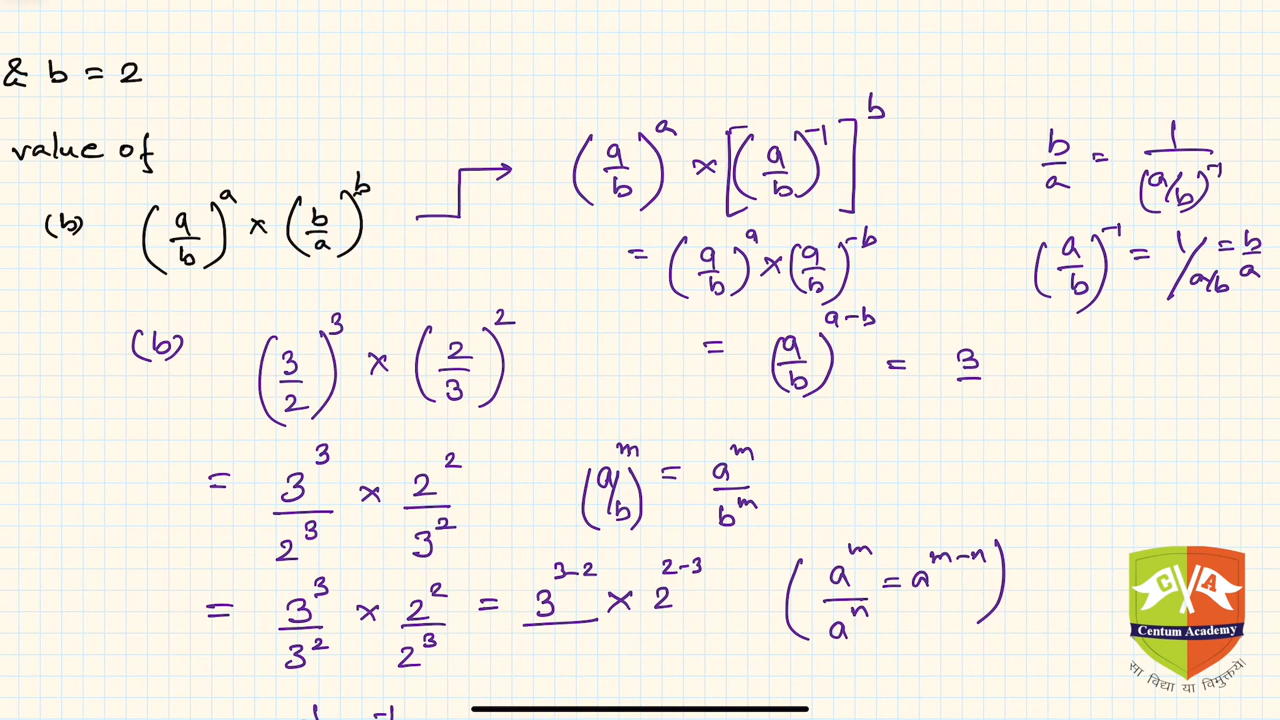 & b = 2
value of
(b) (a/b)^a × (b/a)^b
(a/b)^a × [(a/b)^-1]^b
= (a/b)^a × (a/b)^-b
= (a/b)^a-b = 3
b/a = 1/(a/b)^-1
(a/b)^-1 = 1/a/b = b/a
(b) (3/2)^3 × (2/3)^2
= 3^3/2^3 × 2^2/3^2
(a/b)^m = a^m/b^m
= 3^3/3^2 × 2^2/2^3 = 3^3-2 × 2^2-3
(a^m/a^n = a^m-n)
C A
Centum Academy
सा विद्या या विमुक्तये।